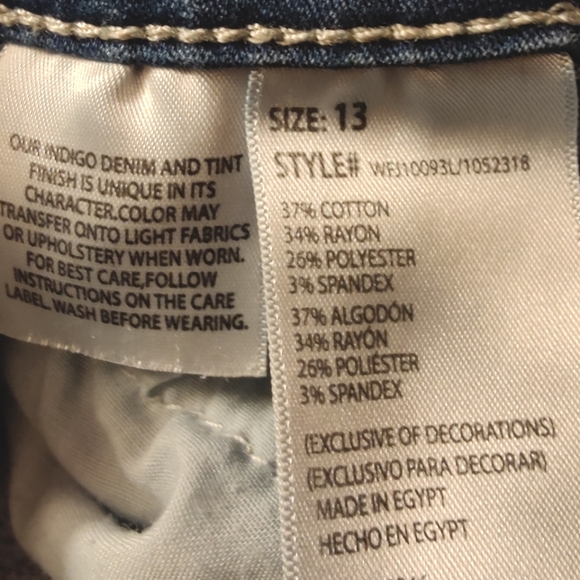 OUR INDIGO DENIM AND TINT
FINISH IS UNIQUE IN ITS
CHARACTER.COLOR MAY
TRANSFER ONTO LIGHT FABRICS
OR UPHOLSTERY WHEN WORN.
FOR BEST CARE,FOLLOW
INSTRUCTIONS ON THE CARE
LABEL. WASH BEFORE WEARING.
SIZE: 13
STYLE# WFJ10093L/1052318
37% COTTON
34% RAYON
26% POLYESTER
3% SPANDEX
37% ALGODÓN
34% RAYÓN
26% POLIÉSTER
3% SPANDEX
(EXCLUSIVE OF DECORATIONS)
(EXCLUSIVO PARA DECORAR)
MADE IN EGYPT
HECHO EN EGYPT